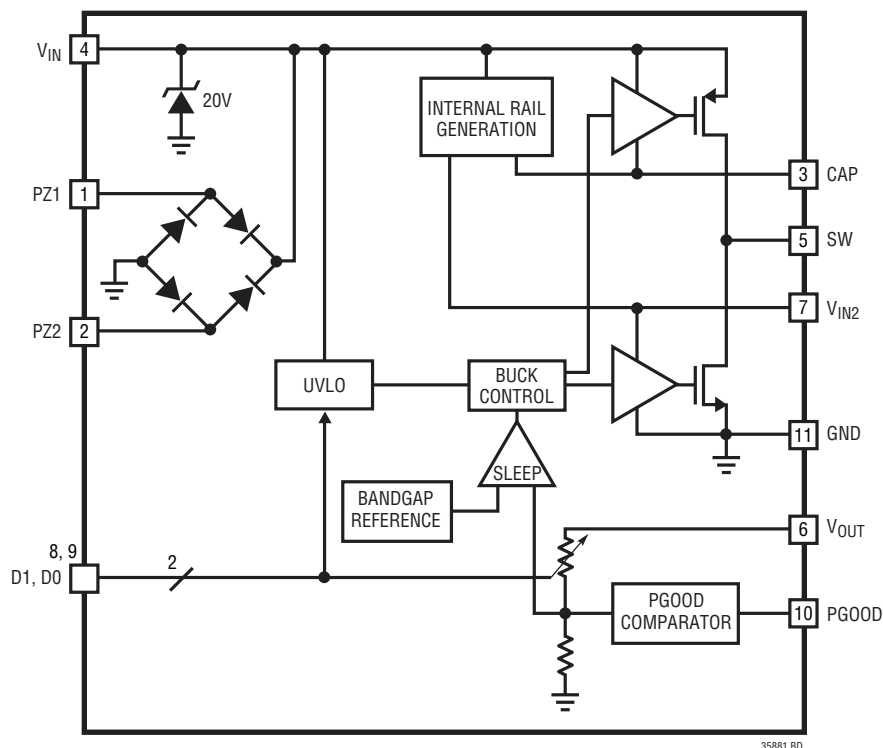 VIN
4
20V
INTERNAL RAIL
GENERATION
3
CAP
PZ1
1
5
SW
7
VIN2
PZ2
2
UVLO
BUCK
CONTROL
11
GND
SLEEP
BANDGAP
REFERENCE
6
VOUT
8, 9
D1, D0
2
PGOOD
COMPARATOR
10
PGOOD
35881 BD